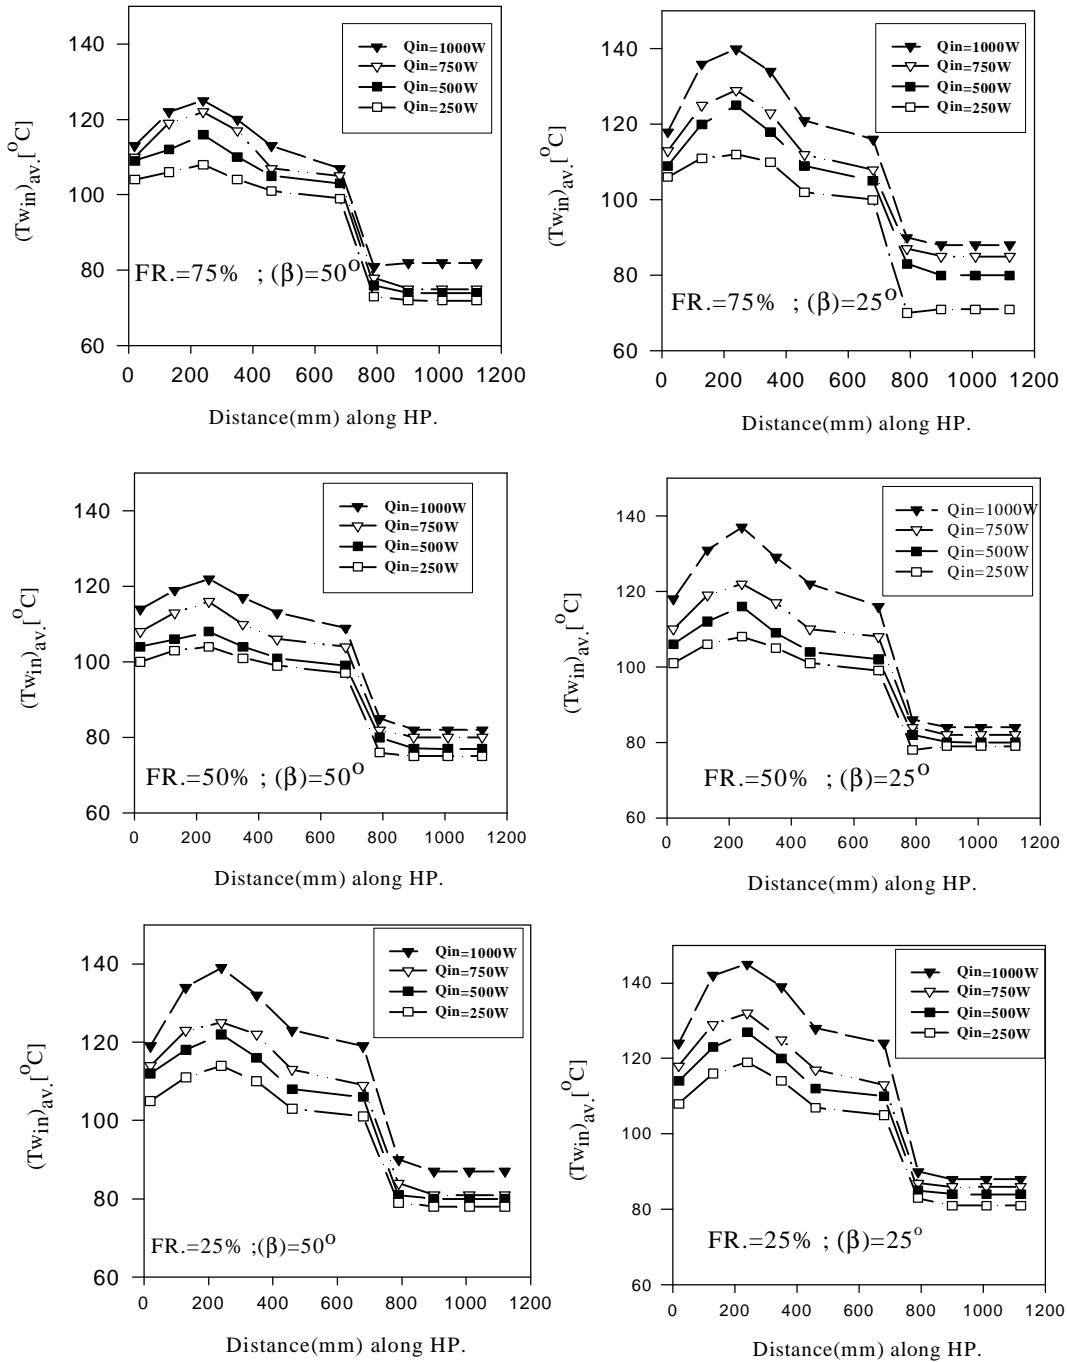 140
120
100
80
60
(Twin)av.[oC]
Qin=1000W
Qin=750W
Qin=500W
Qin=250W
FR.=75% ; (β)=50o
0 200 400 600 800 1000 1200
Distance(mm) along HP.
140
120
100
80
60
(Twin)av.[oC]
Qin=1000W
Qin=750W
Qin=500W
Qin=250W
FR.=75% ; (β)=25o
0 200 400 600 800 1000 1200
Distance(mm) along HP.
140
120
100
80
60
(Twin)av.[oC]
Qin=1000W
Qin=750W
Qin=500W
Qin=250W
FR.=50% ; (β)=50o
0 200 400 600 800 1000 1200
Distance(mm) along HP.
140
120
100
80
60
(Twin)av.[oC]
Qin=1000W
Qin=750W
Qin=500W
Qin=250W
FR.=50% ; (β)=25o
0 200 400 600 800 1000 1200
Distance(mm) along HP.
140
120
100
80
60
(Twin)av.[oC]
Qin=1000W
Qin=750W
Qin=500W
Qin=250W
FR.=25% ;(β)=50o
0 200 400 600 800 1000 1200
Distance(mm) along HP.
140
120
100
80
60
(Twin)av.[oC]
Qin=1000W
Qin=750W
Qin=500W
Qin=250W
FR.=25% ; (β)=25o
0 200 400 600 800 1000 1200
Distance(mm) along HP.